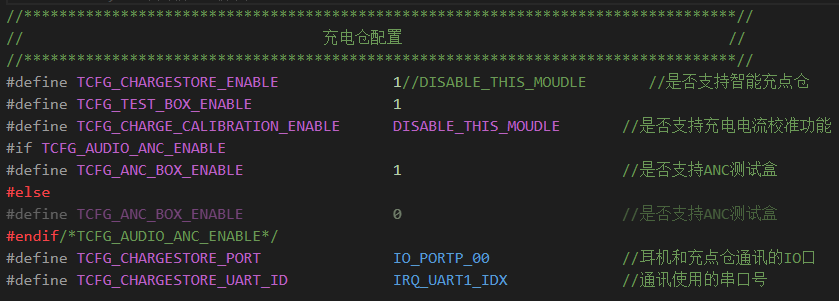 //*********************************************************************************//
//                                  充电仓配置                                      //
//*********************************************************************************//
#define TCFG_CHARGESTORE_ENABLE             1//DISABLE_THIS_MOUDLE       //是否支持智能充点仓
#define TCFG_TEST_BOX_ENABLE                1
#define TCFG_CHARGE_CALIBRATION_ENABLE      DISABLE_THIS_MOUDLE       //是否支持充电电流校准功能
#if TCFG_AUDIO_ANC_ENABLE
#define TCFG_ANC_BOX_ENABLE                 1                         //是否支持ANC测试盒
#else
#define TCFG_ANC_BOX_ENABLE                 0                         //是否支持ANC测试盒
#endif/*TCFG_AUDIO_ANC_ENABLE*/
#define TCFG_CHARGESTORE_PORT               IO_PORTP_00               //耳机和充点仓通讯的IO口
#define TCFG_CHARGESTORE_UART_ID            IRQ_UART1_IDX             //通讯使用的串口号